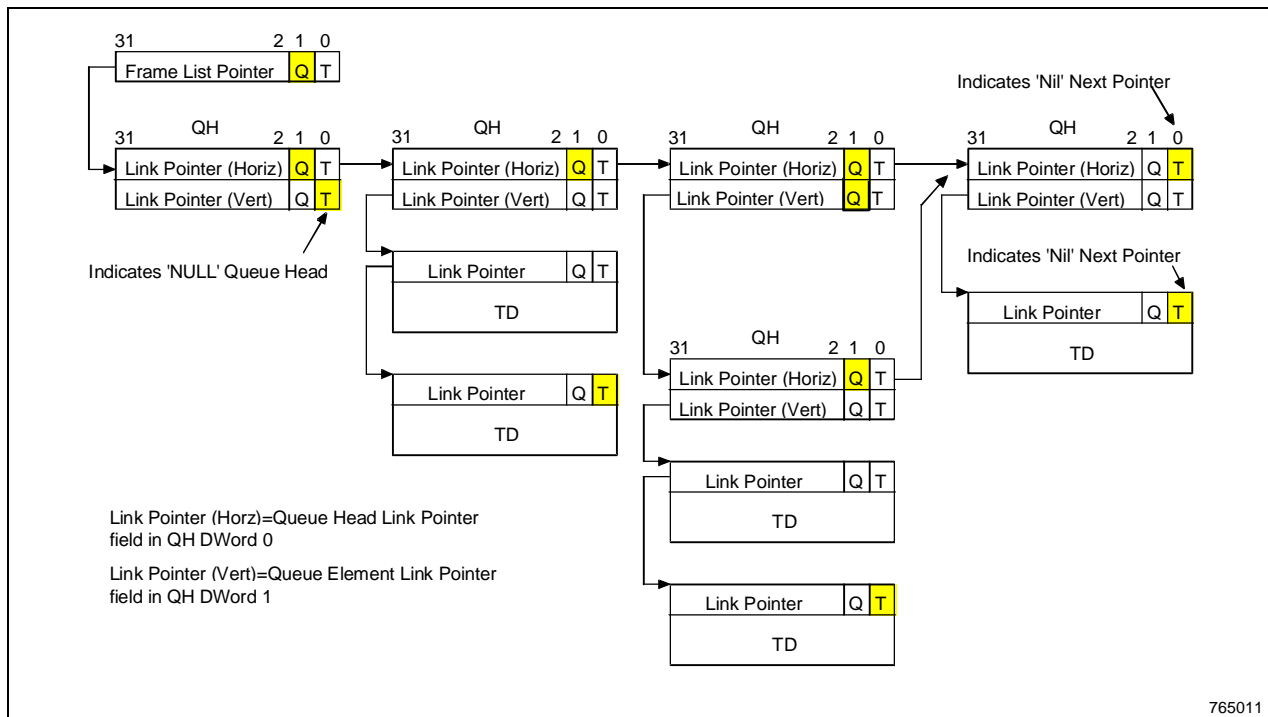 31 2 1 0
Frame List Pointer Q T
Indicates 'Nil' Next Pointer
QH
31 2 1 0
Link Pointer (Horiz) Q T
Link Pointer (Vert) Q T
Indicates 'NULL' Queue Head
QH
31 2 1 0
Link Pointer (Horiz) Q T
Link Pointer (Vert) Q T
Link Pointer Q T
TD
Link Pointer Q T
TD
QH
31 2 1 0
Link Pointer (Horiz) Q T
Link Pointer (Vert) Q T
QH
31 2 1 0
Link Pointer (Horiz) Q T
Link Pointer (Vert) Q T
Link Pointer Q T
TD
Link Pointer Q T
TD
QH
31 2 1 0
Link Pointer (Horiz) Q T
Link Pointer (Vert) Q T
Indicates 'Nil' Next Pointer
Link Pointer Q T
TD
Link Pointer (Horz)=Queue Head Link Pointer
field in QH DWord 0
Link Pointer (Vert)=Queue Element Link Pointer
field in QH DWord 1
765011